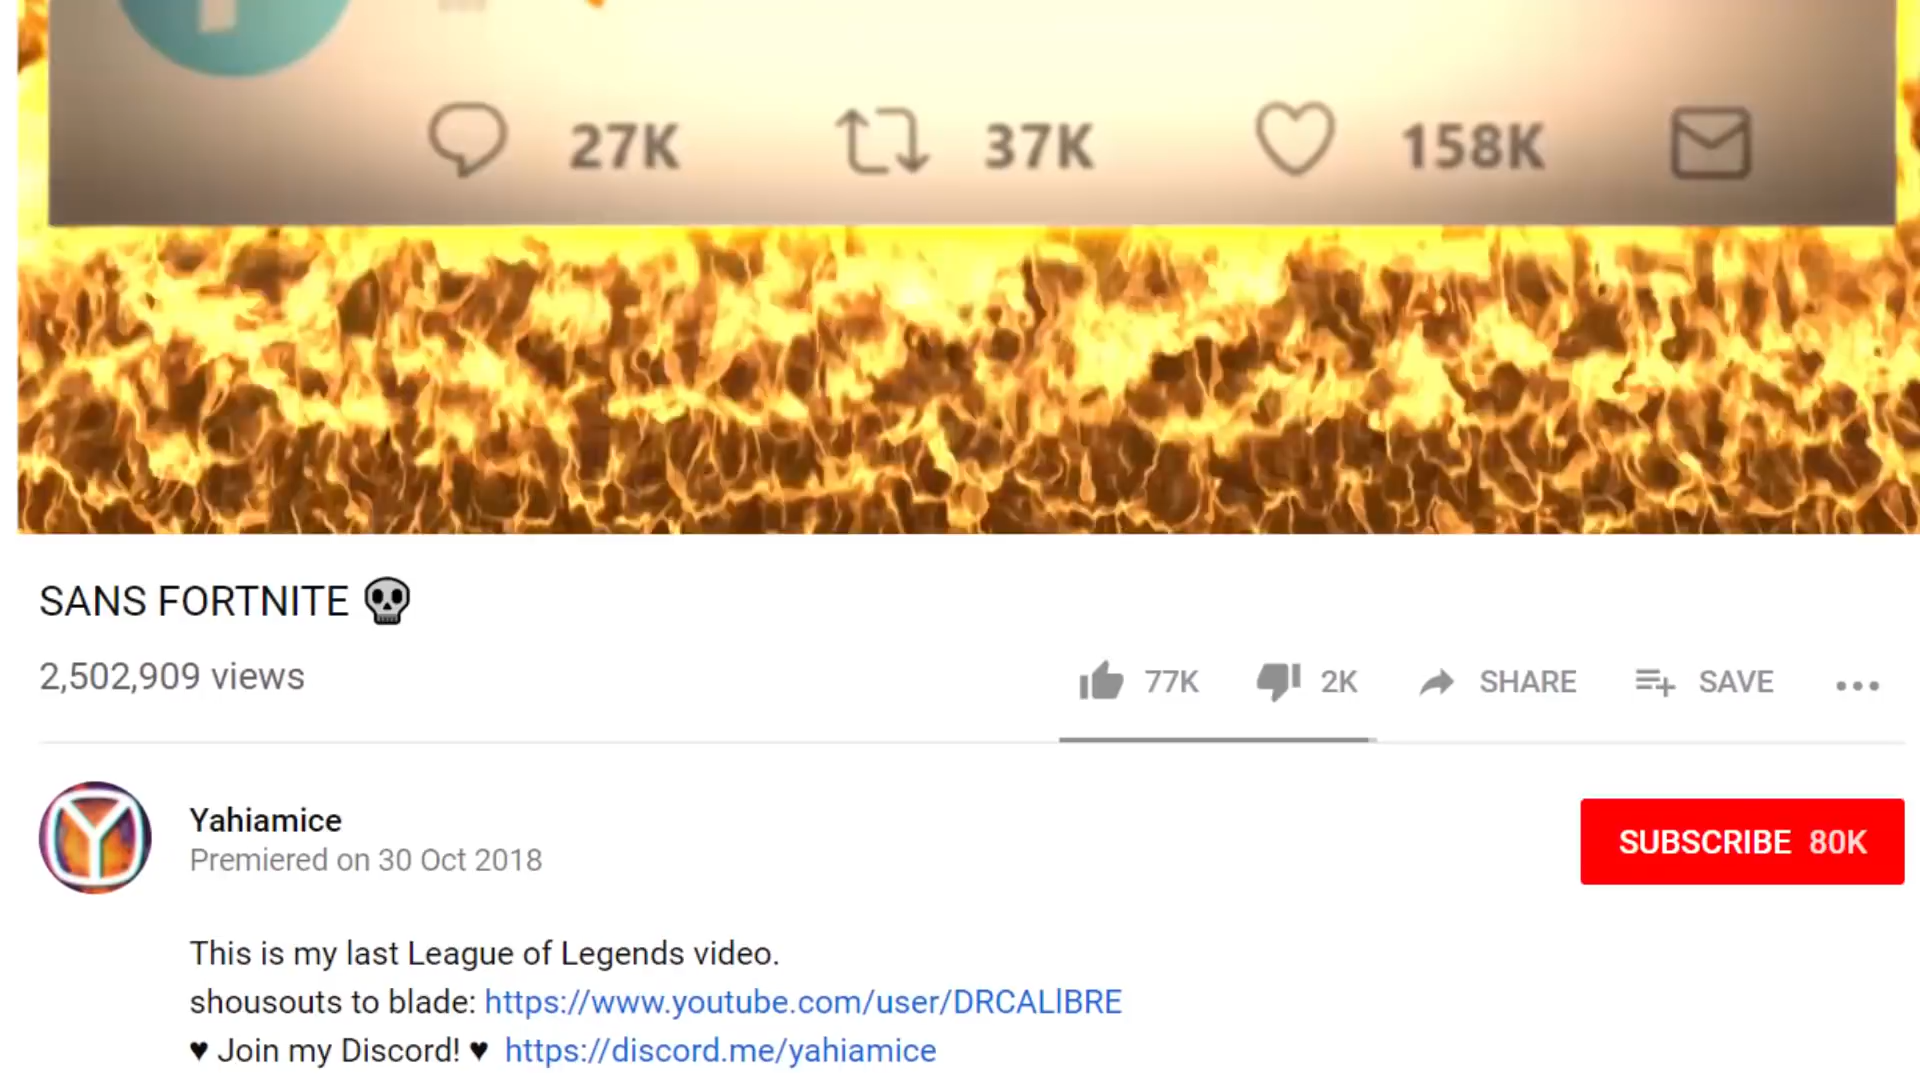 27K 37K 158K
SANS FORTNITE 💀
2,502,909 views
77K 2K SHARE SAVE
Yahiamice
Premiered on 30 Oct 2018
SUBSCRIBE 80K
This is my last League of Legends video.
shousouts to blade: https://www.youtube.com/user/DRCALlBRE
♥ Join my Discord! ♥ https://discord.me/yahiamice